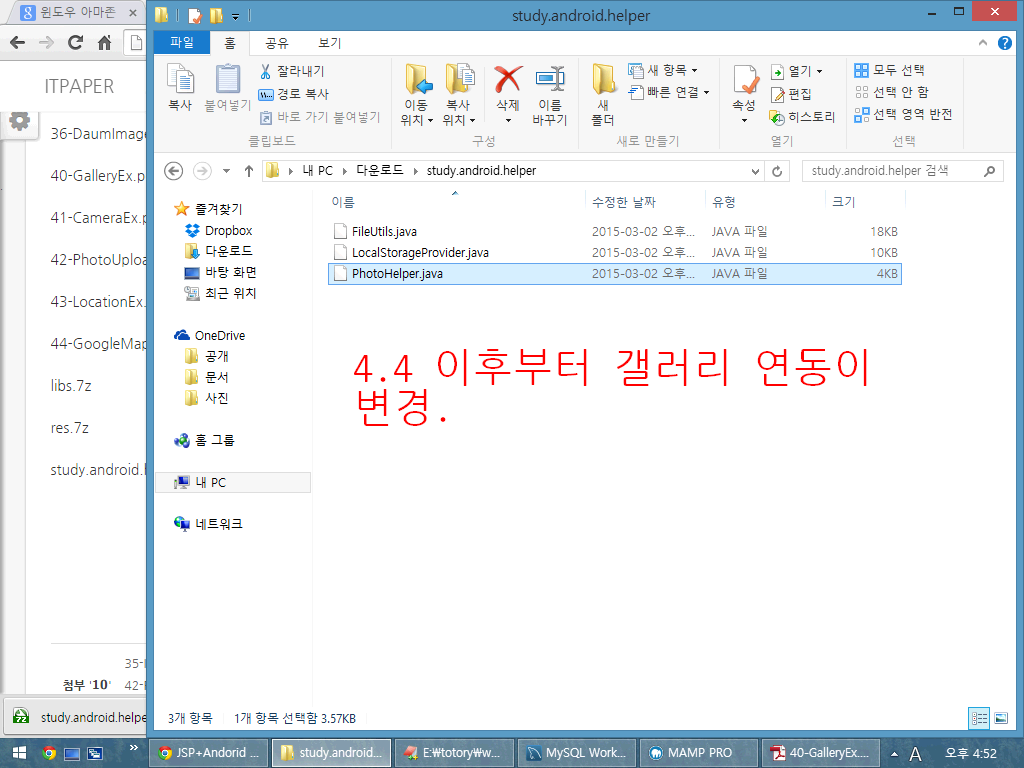 윈도우 아마존
study.android.helper
파일
홈
공유
보기
복사
붙여넣기
잘라내기
경로 복사
바로 가기 붙여넣기
클립보드
이동
위치
복사
위치
삭제
이름
바꾸기
구성
새
폴더
새 항목
빠른 연결
새로 만들기
속성
열기
편집
히스토리
열기
모두 선택
선택 안 함
선택 영역 반전
선택
내 PC
다운로드
study.android.helper
study.android.helper 검색
ITPAPER
36-DaumImage
40-GalleryEx.p
41-CameraEx.p
42-PhotoUploa
43-LocationEx.
44-GoogleMap
libs.7z
res.7z
study.android.h
첨부 '10'
42-
study.android.helpe
즐겨찾기
Dropbox
다운로드
바탕 화면
최근 위치
OneDrive
공개
문서
사진
홈 그룹
내 PC
네트워크
이름 수정한 날짜 유형 크기
FileUtils.java 2015-03-02 오후... JAVA 파일 18KB
LocalStorageProvider.java 2015-03-02 오후... JAVA 파일 10KB
PhotoHelper.java 2015-03-02 오후... JAVA 파일 4KB
4.4 이후부터 갤러리 연동이
변경.
3개 항목 1개 항목 선택함 3.57KB
JSP+Andorid ...
study.android...
E:\totory\w...
MySQL Work...
MAMP PRO
40-GalleryEx....
A
오후 4:52